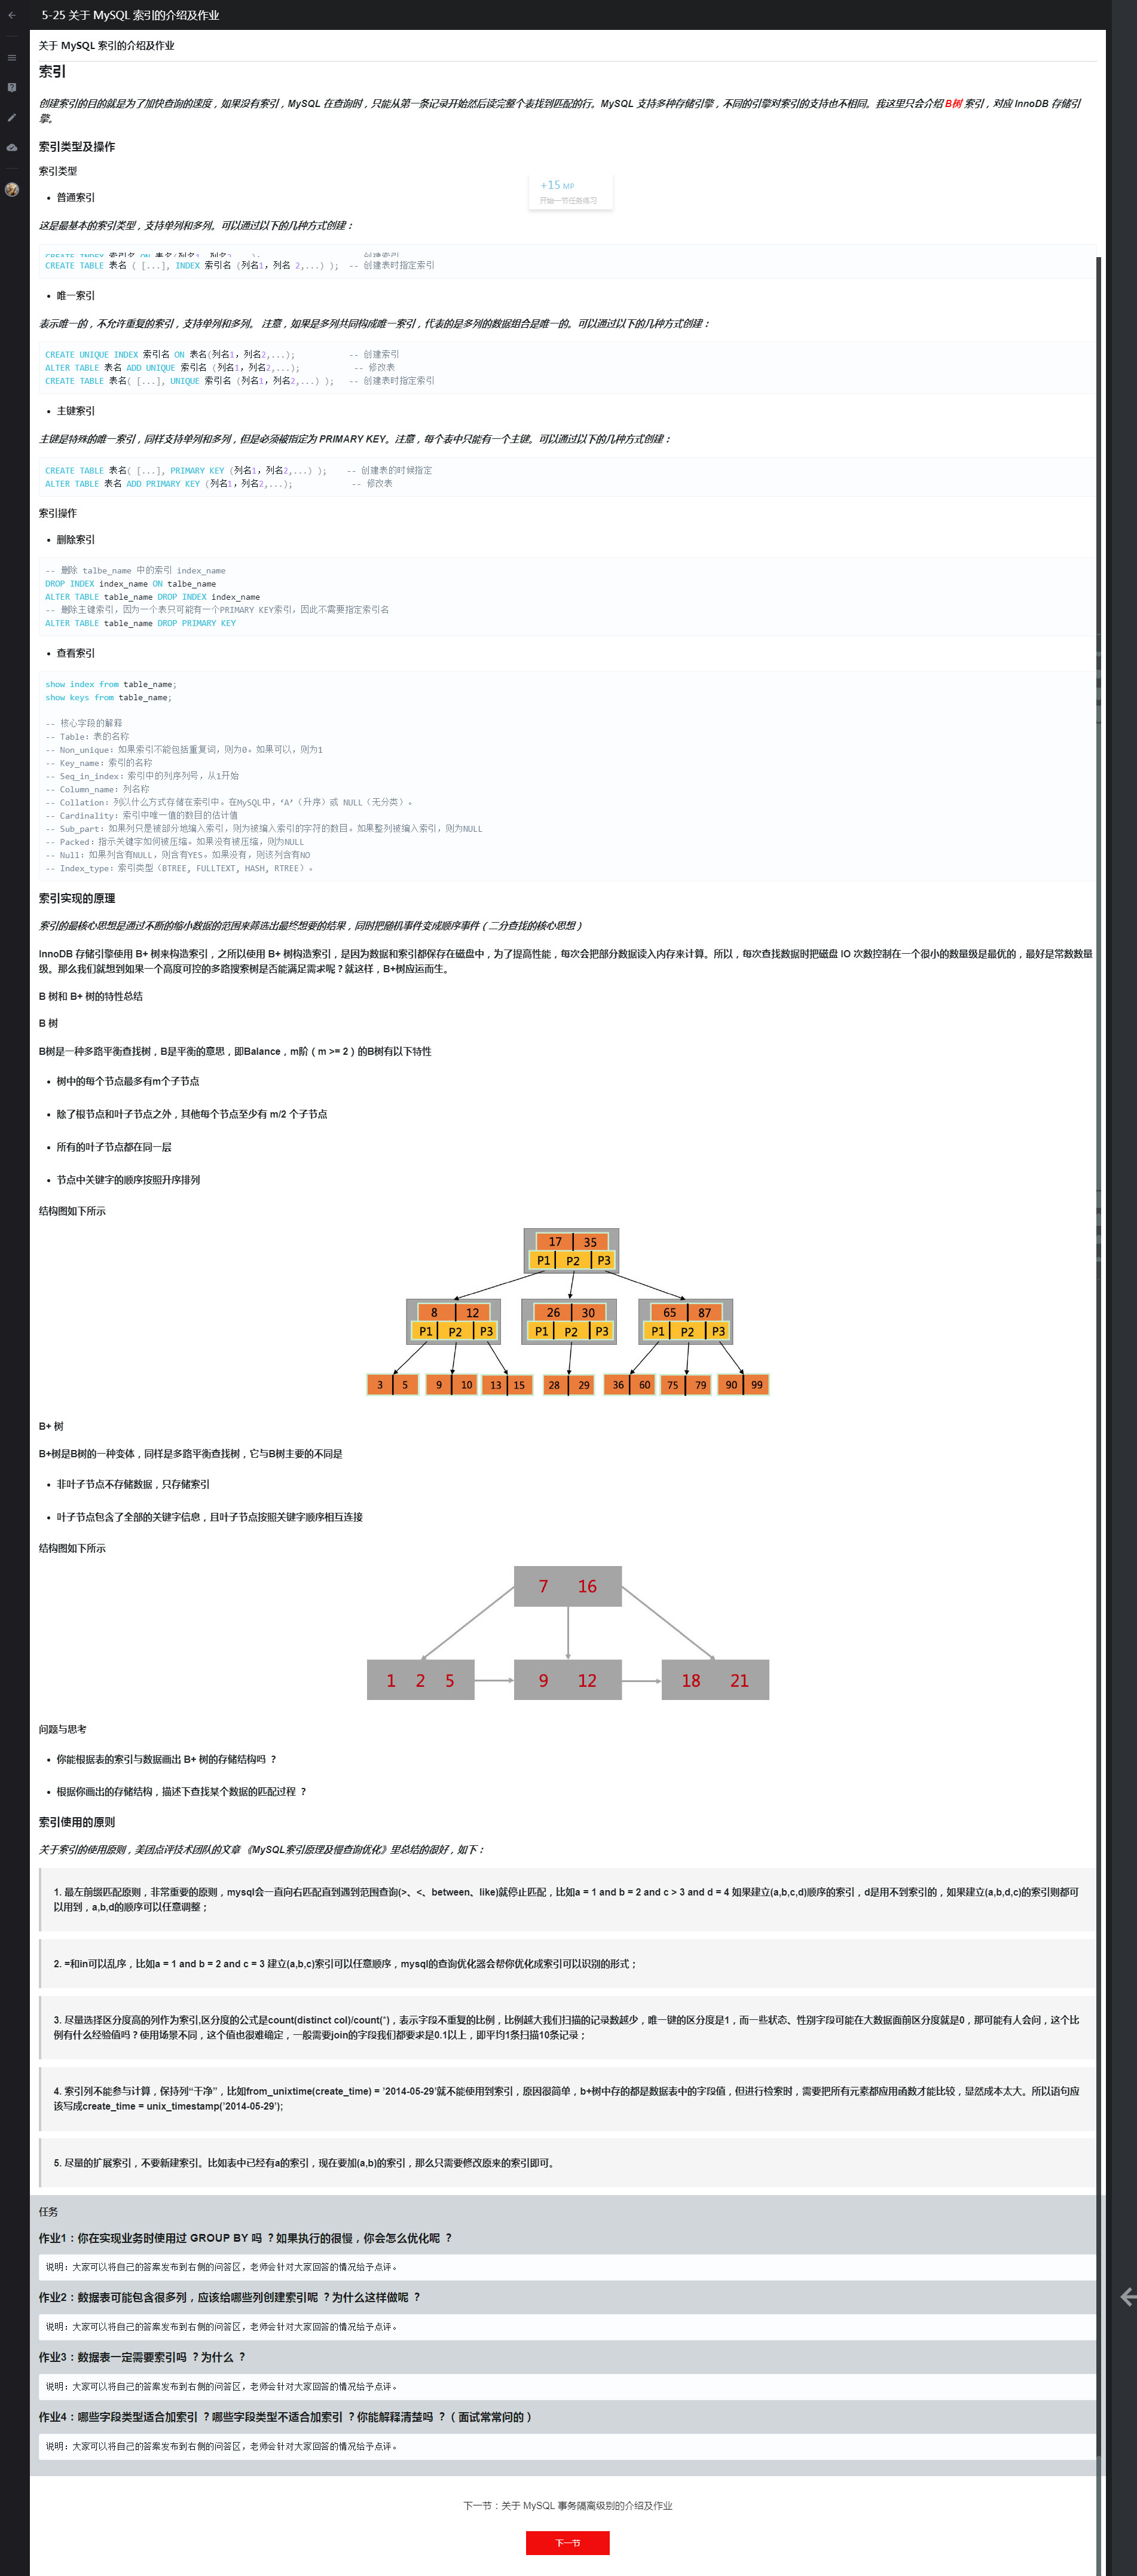 5-25 关于 MySQL 索引的介绍及作业
关于 MySQL 索引的介绍及作业
索引
创建索引的目的就是为了加快查询的速度，如果没有索引，MySQL 在查询时，只能从第一条记录开始然后读完整个表找到匹配的行。MySQL 支持多种存储引擎，不同的引擎对索引的支持也不相同。我这里只会介绍 B树 索引，对应 InnoDB 存储引
擎。
索引类型及操作
索引类型
+15 MP
开始一节任务练习
• 普通索引
这是最基本的索引类型，支持单列和多列。可以通过以下的几种方式创建：
CREATE INDEX 索引名 ON 表名(列名1，列名2,...); -- 创建索引
CREATE TABLE 表名 ( [...], INDEX 索引名 (列名1，列名 2,...) ); -- 创建表时指定索引
• 唯一索引
表示唯一的，不允许重复的索引，支持单列和多列。 注意，如果是多列共同构成唯一索引，代表的是多列的数据组合是唯一的。可以通过以下的几种方式创建：
CREATE UNIQUE INDEX 索引名 ON 表名(列名1，列名2,...); -- 创建索引
ALTER TABLE 表名 ADD UNIQUE 索引名 (列名1，列名2,...); -- 修改表
CREATE TABLE 表名( [...], UNIQUE 索引名 (列名1，列名2,...) ); -- 创建表时指定索引
• 主键索引
主键是特殊的唯一索引，同样支持单列和多列，但是必须被指定为 PRIMARY KEY。注意，每个表中只能有一个主键。可以通过以下的几种方式创建：
CREATE TABLE 表名( [...], PRIMARY KEY (列名1，列名2,...) ); -- 创建表的时候指定
ALTER TABLE 表名 ADD PRIMARY KEY (列名1，列名2,...); -- 修改表
索引操作
• 删除索引
-- 删除 talbe_name 中的索引 index_name
DROP INDEX index_name ON talbe_name
ALTER TABLE table_name DROP INDEX index_name
-- 删除主键索引，因为一个表只可能有一个PRIMARY KEY索引，因此不需要指定索引名
ALTER TABLE table_name DROP PRIMARY KEY
• 查看索引
show index from table_name;
show keys from table_name;
-- 核心字段的解释
-- Table：表的名称
-- Non_unique：如果索引不能包括重复词，则为0。如果可以，则为1
-- Key_name：索引的名称
-- Seq_in_index：索引中的列序列号，从1开始
-- Column_name：列名称
-- Collation：列以什么方式存储在索引中。在MySQL中，‘A’（升序）或 NULL（无分类）。
-- Cardinality：索引中唯一值的数目的估计值
-- Sub_part：如果列只是被部分地编入索引，则为被编入索引的字符的数目。如果整列被编入索引，则为NULL
-- Packed：指示关键字如何被压缩。如果没有被压缩，则为NULL
-- Null：如果列含有NULL，则含有YES。如果没有，则该列含有NO
-- Index_type：索引类型（BTREE, FULLTEXT, HASH, RTREE）。
索引实现的原理
索引的最核心思想是通过不断的缩小数据的范围来筛选出最终想要的结果，同时把随机事件变成顺序事件（二分查找的核心思想）
InnoDB 存储引擎使用 B+ 树来构造索引，之所以使用 B+ 树构造索引，是因为数据和索引都保存在磁盘中，为了提高性能，每次会把部分数据读入内存来计算。所以，每次查找数据时把磁盘 IO 次数控制在一个很小的数量级是最优的，最好是常数数量
级。那么我们就想到如果一个高度可控的多路搜索树是否能满足需求呢？就这样，B+树应运而生。
B 树和 B+ 树的特性总结
B 树
B树是一种多路平衡查找树，B是平衡的意思，即Balance，m阶（m >= 2）的B树有以下特性
• 树中的每个节点最多有m个子节点
• 除了根节点和叶子节点之外，其他每个节点至少有 m/2 个子节点
• 所有的叶子节点都在同一层
• 节点中关键字的顺序按照升序排列
结构图如下所示
17 35
P1 P2 P3
8 12 26 30 65 87
P1 P2 P3 P1 P2 P3 P1 P2 P3
3 5 9 10 13 15 28 29 36 60 75 79 90 99
B+ 树
B+树是B树的一种变体，同样是多路平衡查找树，它与B树主要的不同是
• 非叶子节点不存储数据，只存储索引
• 叶子节点包含了全部的关键字信息，且叶子节点按照关键字顺序相互连接
结构图如下所示
7 16
1 2 5 9 12 18 21
问题与思考
• 你能根据表的索引与数据画出 B+ 树的存储结构吗 ？
• 根据你画出的存储结构，描述下查找某个数据的匹配过程 ？
索引使用的原则
关于索引的使用原则，美团点评技术团队的文章 《MySQL索引原理及慢查询优化》里总结的很好，如下：
1. 最左前缀匹配原则，非常重要的原则，mysql会一直向右匹配直到遇到范围查询(>、<、between、like)就停止匹配，比如a = 1 and b = 2 and c > 3 and d = 4 如果建立(a,b,c,d)顺序的索引，d是用不到索引的，如果建立(a,b,d,c)的索引则都可
以用到，a,b,d的顺序可以任意调整；
2. =和in可以乱序，比如a = 1 and b = 2 and c = 3 建立(a,b,c)索引可以任意顺序，mysql的查询优化器会帮你优化成索引可以识别的形式；
3. 尽量选择区分度高的列作为索引,区分度的公式是count(distinct col)/count(*)，表示字段不重复的比例，比例越大我们扫描的记录数越少，唯一键的区分度是1，而一些状态、性别字段可能在大数据面前区分度就是0，那可能有人会问，这个比
例有什么经验值吗？使用场景不同，这个值也很难确定，一般需要join的字段我们都要求是0.1以上，即平均1条扫描10条记录；
4. 索引列不能参与计算，保持列“干净”，比如from_unixtime(create_time) = ’2014-05-29’就不能使用到索引，原因很简单，b+树中存的都是数据表中的字段值，但进行检索时，需要把所有元素都应用函数才能比较，显然成本太大。所以语句应
该写成create_time = unix_timestamp(’2014-05-29’);
5. 尽量的扩展索引，不要新建索引。比如表中已经有a的索引，现在要加(a,b)的索引，那么只需要修改原来的索引即可。
任务
作业1：你在实现业务时使用过 GROUP BY 吗 ？如果执行的很慢，你会怎么优化呢 ？
说明：大家可以将自己的答案发布到右侧的问答区，老师会针对大家回答的情况给予点评。
作业2：数据表可能包含很多列，应该给哪些列创建索引呢 ？为什么这样做呢 ？
说明：大家可以将自己的答案发布到右侧的问答区，老师会针对大家回答的情况给予点评。
作业3：数据表一定需要索引吗 ？为什么 ？
说明：大家可以将自己的答案发布到右侧的问答区，老师会针对大家回答的情况给予点评。
作业4：哪些字段类型适合加索引 ？哪些字段类型不适合加索引 ？你能解释清楚吗 ？（面试常常问的）
说明：大家可以将自己的答案发布到右侧的问答区，老师会针对大家回答的情况给予点评。
下一节：关于 MySQL 事务隔离级别的介绍及作业
下一节